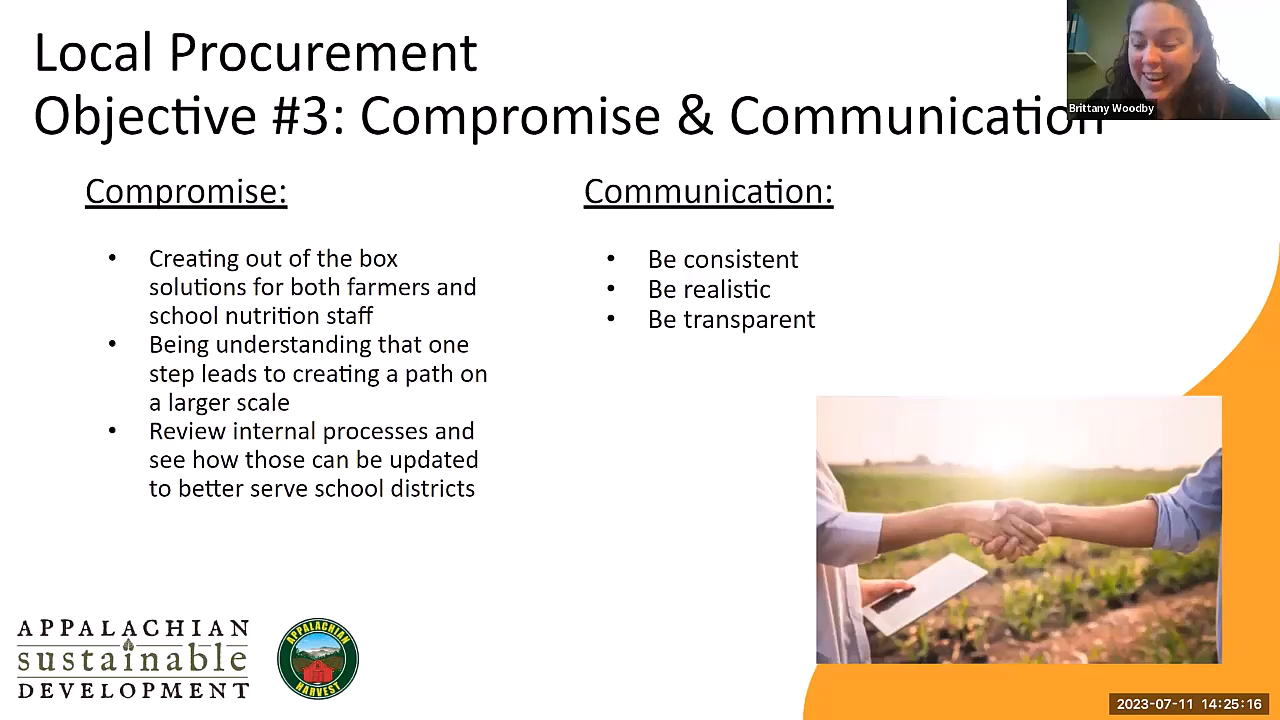 Local Procurement
Objective #3: Compromise & Communication
Brittany Woodby
Compromise:
• Creating out of the box
solutions for both farmers and
school nutrition staff
• Being understanding that one
step leads to creating a path on
a larger scale
• Review internal processes and
see how those can be updated
to better serve school districts
Communication:
• Be consistent
• Be realistic
• Be transparent
APPALACHIAN
sustainable
DEVELOPMENT
APPALACHIAN
HARVEST
2023-07-11 14:25:16